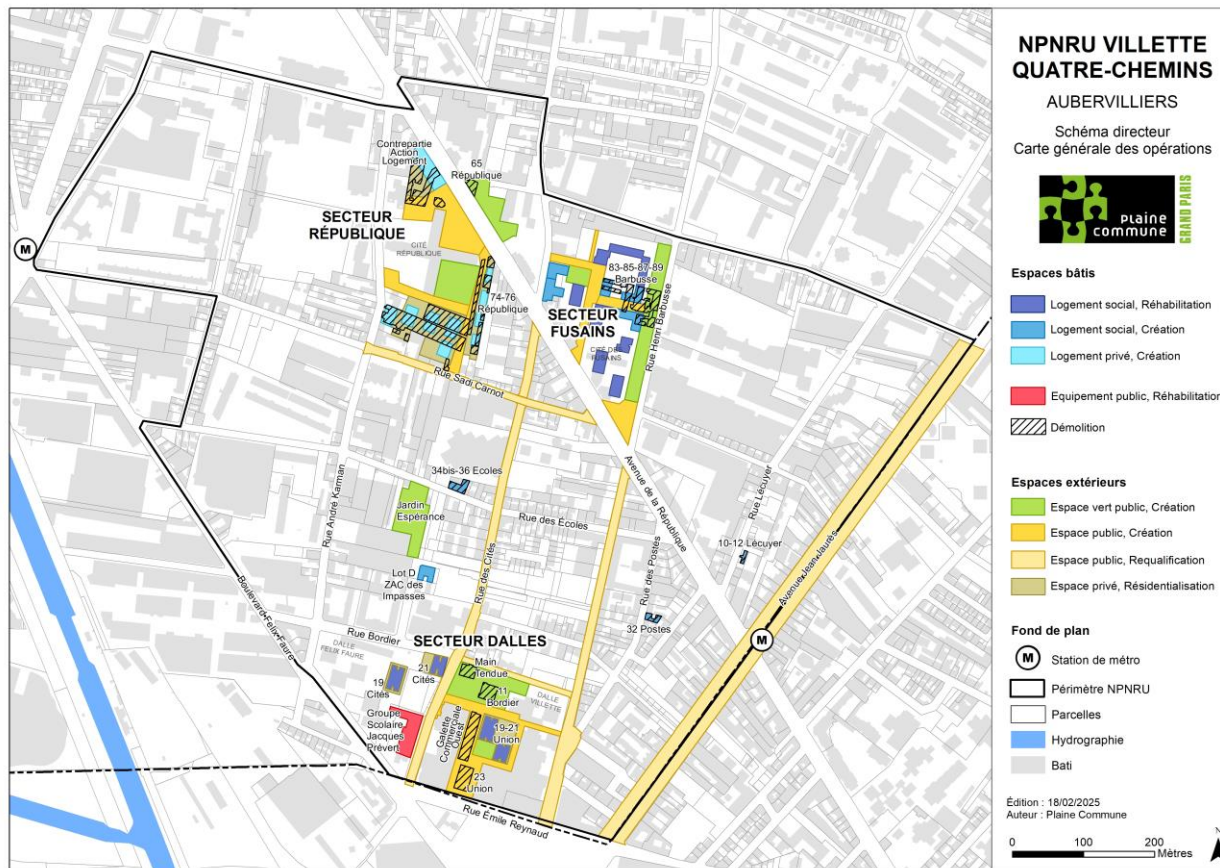 NPNRU VILLETTE
QUATRE-CHEMINS
AUBERVILLIERS
Schéma directeur
Carte générale des opérations
PLaine
commune
GRAND PARIS
Espaces bâtis
Logement social, Réhabilitation
Logement social, Création
Logement privé, Création
Equipement public, Réhabilitation
Démolition
Espaces extérieurs
Espace vert public, Création
Espace public, Création
Espace public, Requalification
Espace privé, Résidentialisation
Fond de plan
M
Station de métro
Périmètre NPNRU
Parcelles
Hydrographie
Bati
Édition : 18/02/2025
Auteur : Plaine Commune
0 100 200
Mètres
N
Contrepartie
Action
Logement
65
République
SECTEUR
RÉPUBLIQUE
CITÉ
RÉPUBLIQUE
M
74-76
République
83-85-87-89
Barbusse
SECTEUR
FUSAINS
CITÉ DES
FUSAINS
Rue Henri Barbusse
Rue Sadi Carnot
34bis-36 Ecoles
Jardin
Espérance
Rue des Écoles
Rue André Karman
Avenue de la République
Rue Lécuyer
10-12 Lécuyer
Avenue Jean Jaurès
Rue des Cités
Rue des Postes
Lot D
ZAC des
Impasses
32 Postes
M
Boulevard Felix Faure
Rue Bordier
SECTEUR DALLES
DALLE
FELIX FAURE
21
Cités
Main
Tendue
19
Cités
11
Bordier
DALLE
VILLETTE
Groupe
Scolaire
Jacques
Prévert
Galette
Commerciale
Ouest
19-21
Union
23
Union
Rue Émile Reynaud